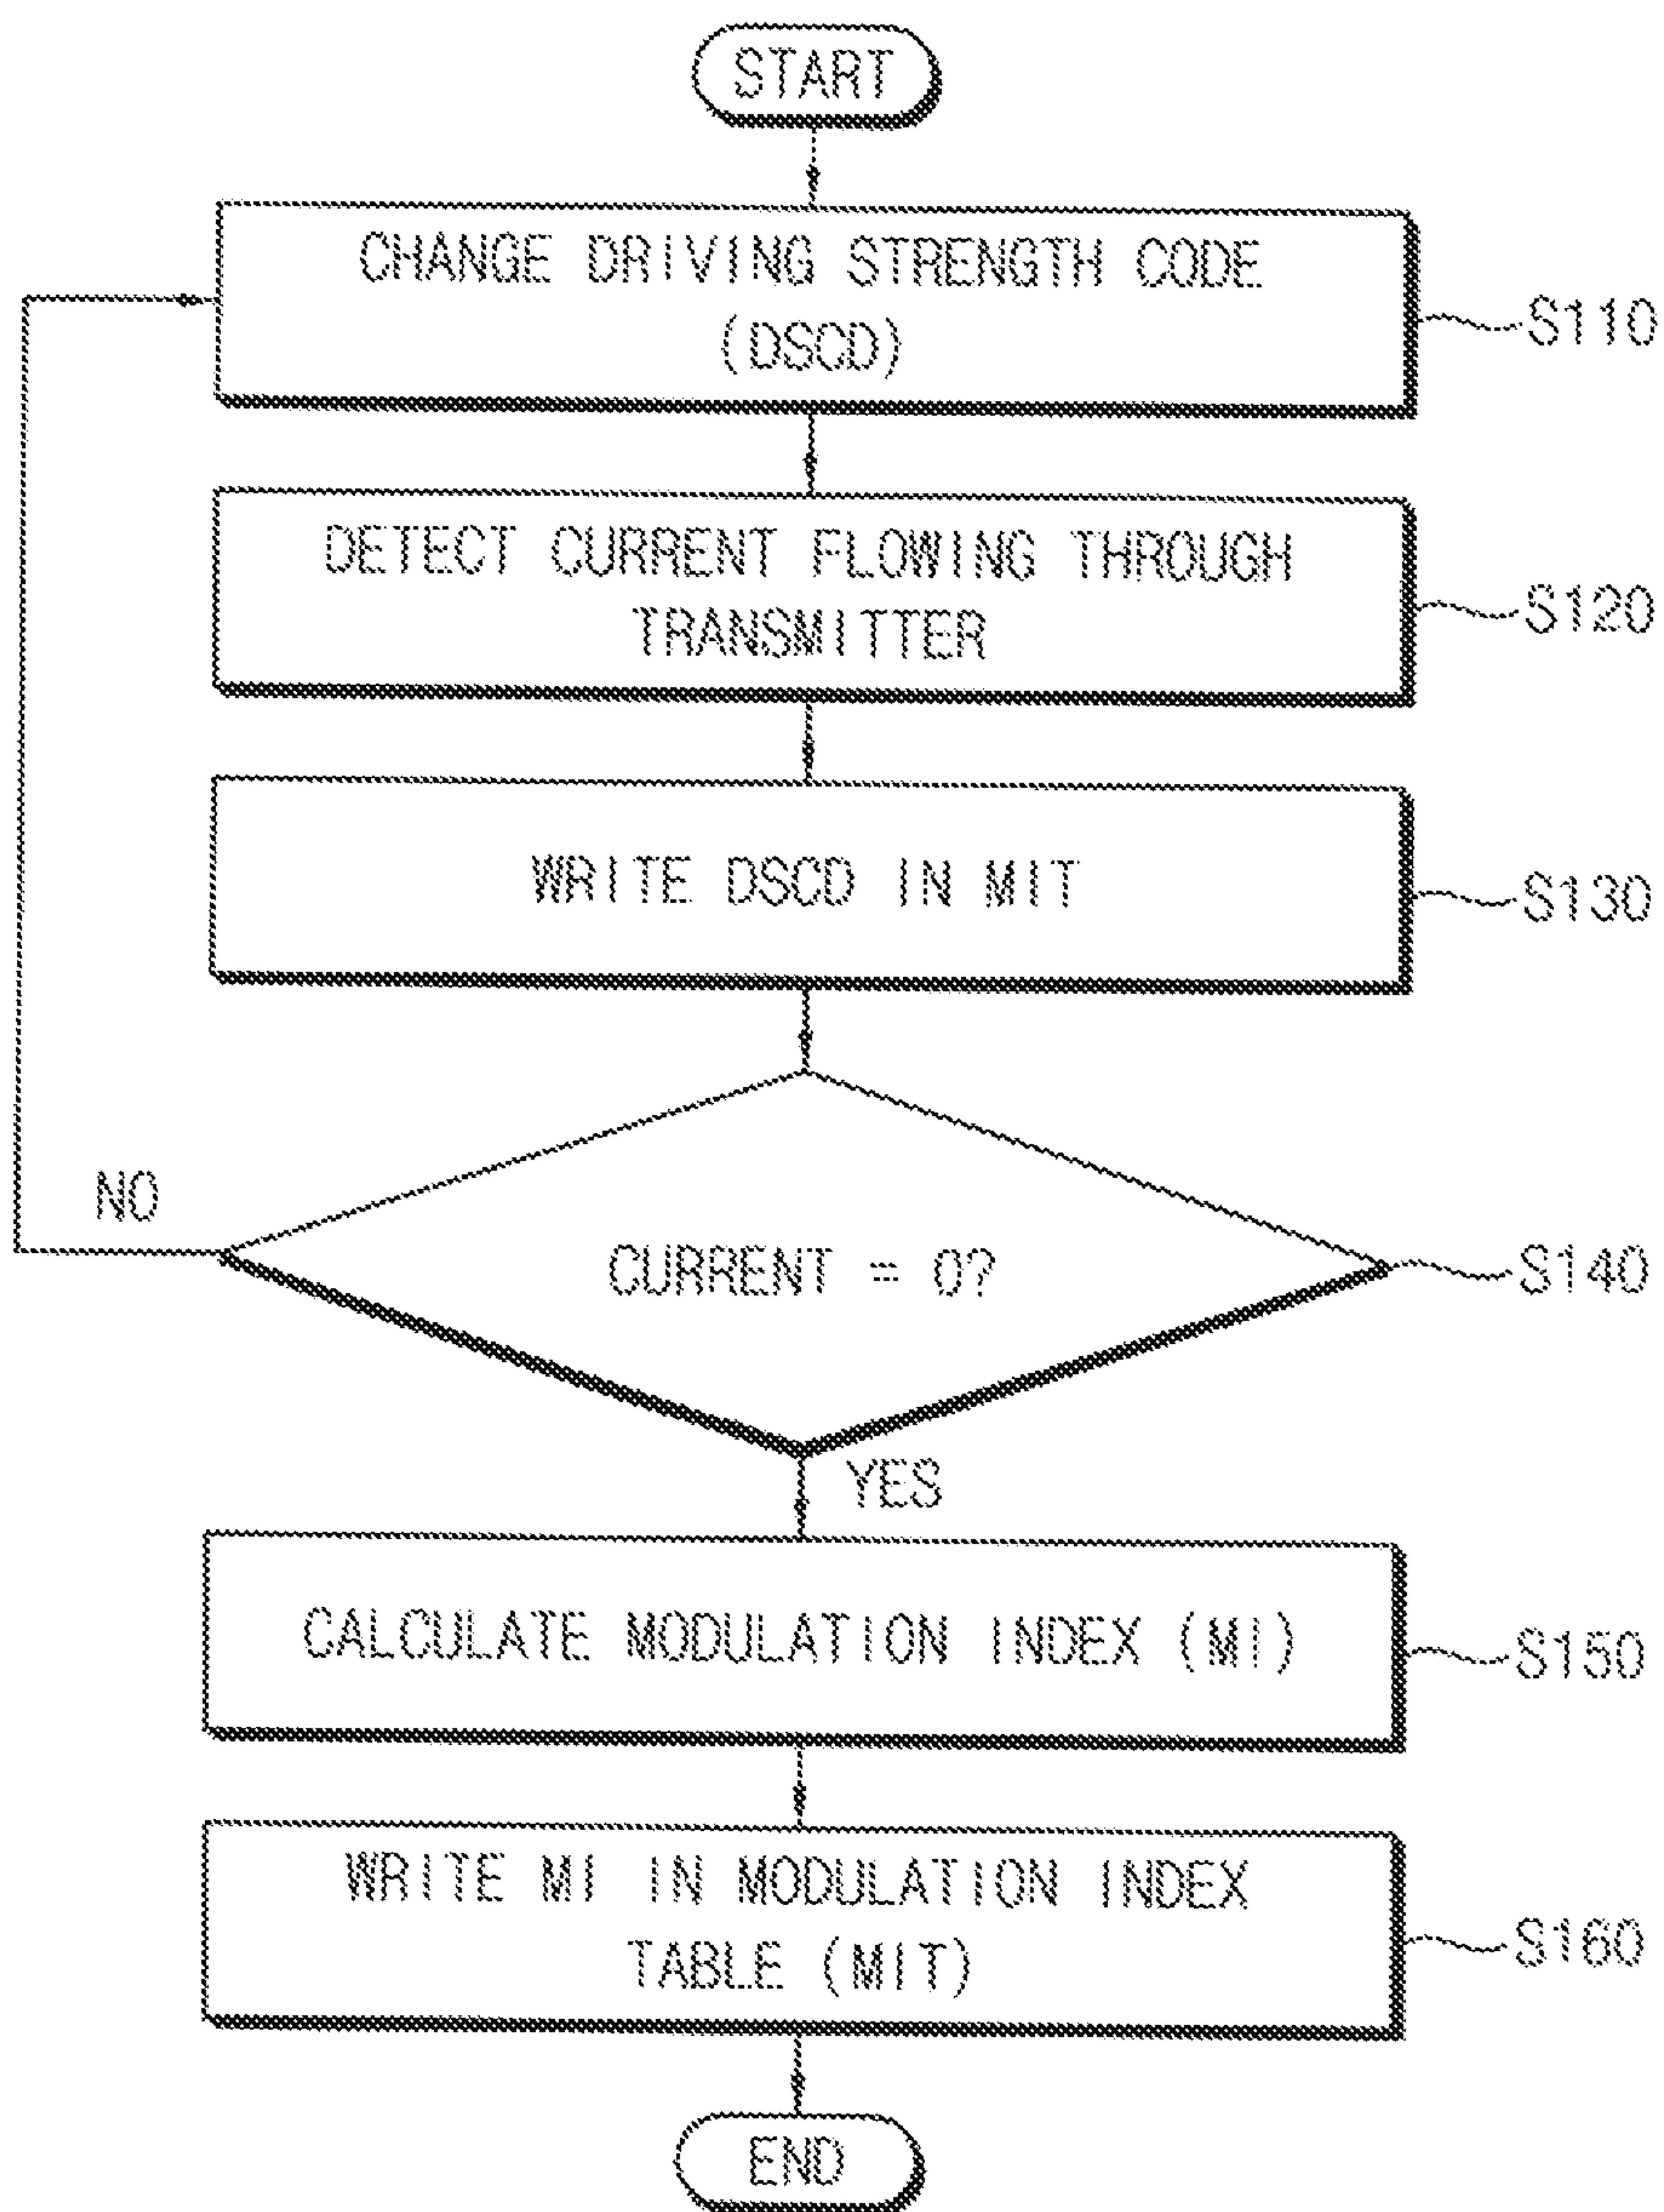 START
CHANGE DRIVING STRENGTH CODE
(DSCD)
S110
DETECT CURRENT FLOWING THROUGH
TRANSMITTER
S120
WRITE DSCD IN MIT
S130
NO
CURRENT = 0?
S140
YES
CALCULATE MODULATION INDEX (MI)
S150
WRITE MI IN MODULATION INDEX
TABLE (MIT)
S160
END